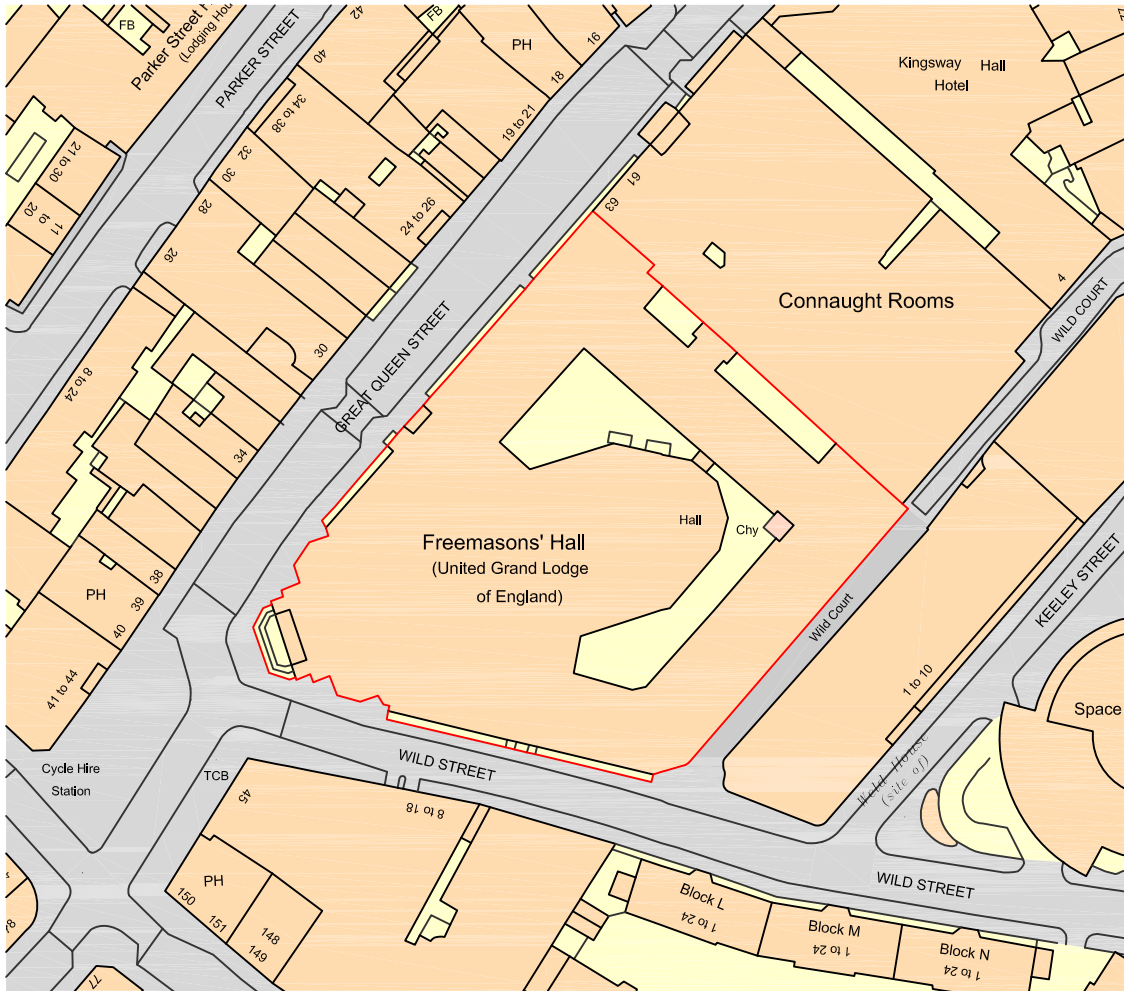 FB
Parker Street H
(Lodging Hou
PARKER STREET
42
40
34 to 38
32
30
28
26
21 to 30
20
to
11
FB
PH
16
18
19 to 21
24 to 26
30
34
8 to 24
38
39
40
PH
41 to 44
GREAT QUEEN STREET
61
63
Kingsway Hall
Hotel
4
WILD COURT
Connaught Rooms
Freemasons' Hall
(United Grand Lodge
of England)
Hall
Chy
Wild Court
KEELEY STREET
1 to 10
Space
Weld House
(site of)
WILD STREET
WILD STREET
Cycle Hire
Station
TCB
45
8 to 18
PH
150
151
148
149
77
Block L
1 to 24
Block M
1 to 24
Block N
1 to 24